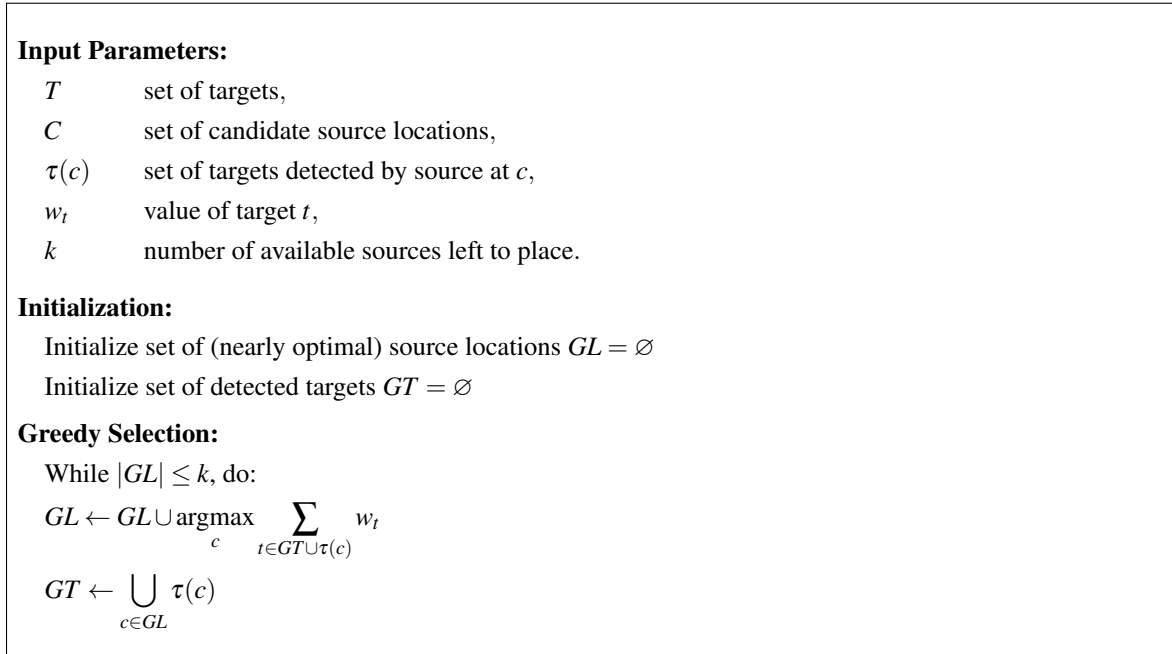 Input Parameters:
T set of targets,
C set of candidate source locations,
τ(c) set of targets detected by source at c,
w_t value of target t,
k number of available sources left to place.
Initialization:
Initialize set of (nearly optimal) source locations GL = ∅
Initialize set of detected targets GT = ∅
Greedy Selection:
While |GL| ≤ k, do:
GL ← GL ∪ argmax_c ∑_{t∈GT∪τ(c)} w_t
GT ← ⋃_{c∈GL} τ(c)